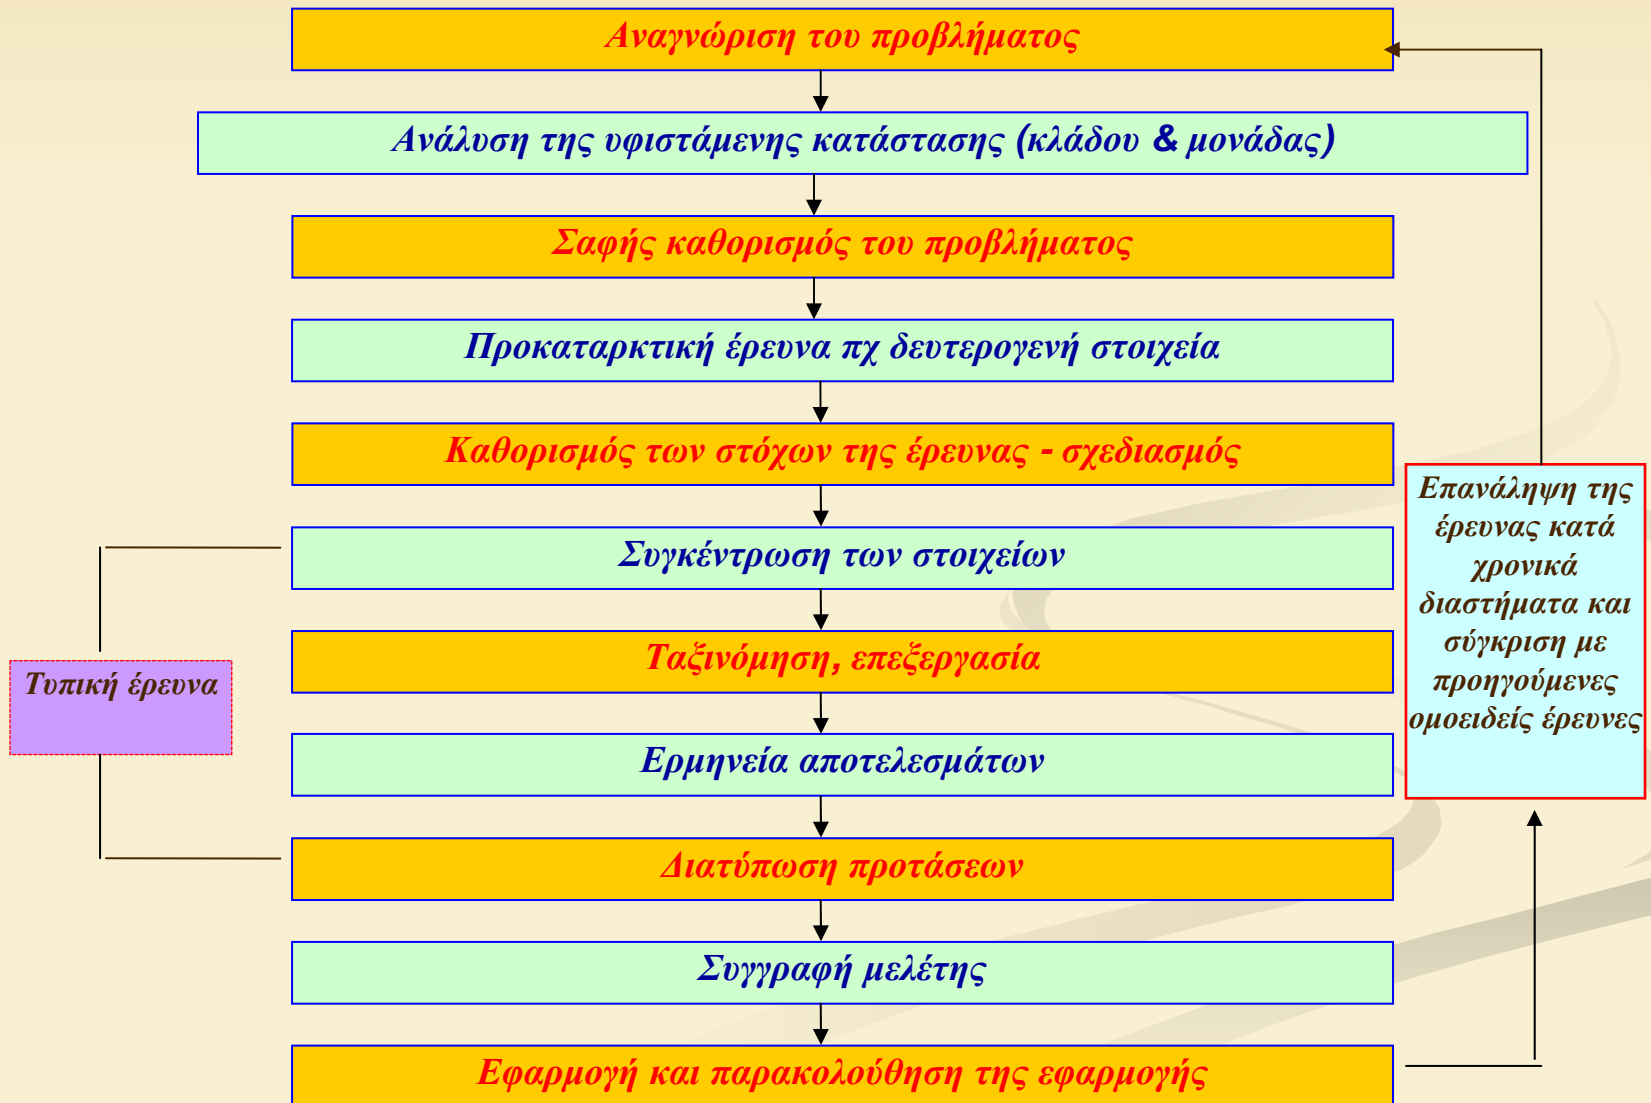 Αναγνώριση του προβλήματος
Ανάλυση της υφιστάμενης κατάστασης (κλάδου & μονάδας)
Σαφής καθορισμός του προβλήματος
Προκαταρκτική έρευνα πχ δευτερογενή στοιχεία
Καθορισμός των στόχων της έρευνας - σχεδιασμός
Συγκέντρωση των στοιχείων
Ταξινόμηση, επεξεργασία
Ερμηνεία αποτελεσμάτων
Διατύπωση προτάσεων
Συγγραφή μελέτης
Εφαρμογή και παρακολούθηση της εφαρμογής
Τυπική έρευνα
Επανάληψη της
έρευνας κατά
χρονικά
διαστήματα και
σύγκριση με
προηγούμενες
ομοειδείς έρευνες